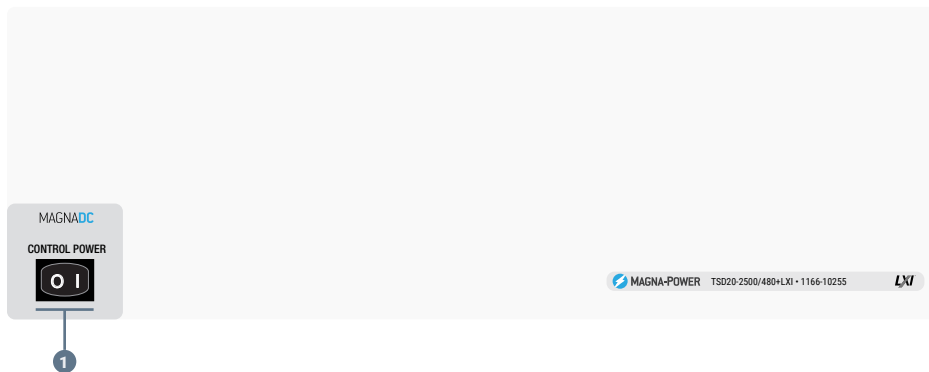 MAGNADC
CONTROL POWER
O I
MAGNA-POWER TSD20-2500/480+LXI • 1166-10255 LXI
1